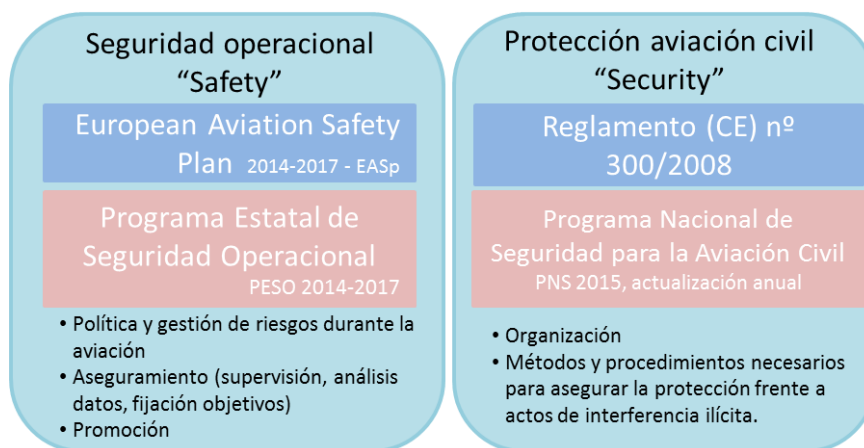 Seguridad operacional
“Safety”
European Aviation Safety
Plan 2014-2017 - EASp
Programa Estatal de
Seguridad Operacional
PESO 2014-2017
• Política y gestión de riesgos durante la
aviación
• Aseguramiento (supervisión, análisis
datos, fijación objetivos)
• Promoción
Protección aviación civil
“Security”
Reglamento (CE) nº
300/2008
Programa Nacional de
Seguridad para la Aviación Civil
PNS 2015, actualización anual
• Organización
• Métodos y procedimientos necesarios
para asegurar la protección frente a
actos de interferencia ilícita.